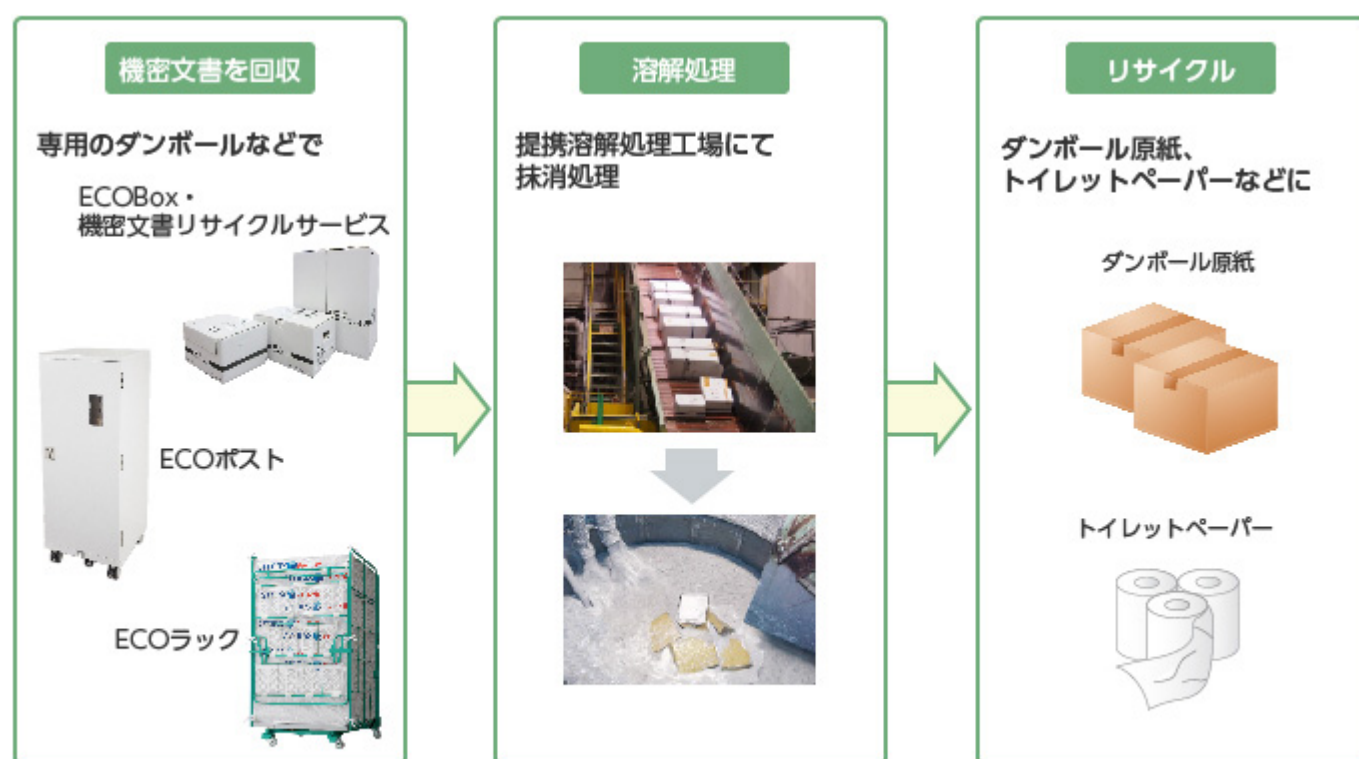 機密文書を回収
専用のダンボールなどで
ECOBox・
機密文書リサイクルサービス
ECOポスト
ECOラック
溶解処理
提携溶解処理工場にて
抹消処理
リサイクル
ダンボール原紙、
トイレットペーパーなどに
ダンボール原紙
トイレットペーパー